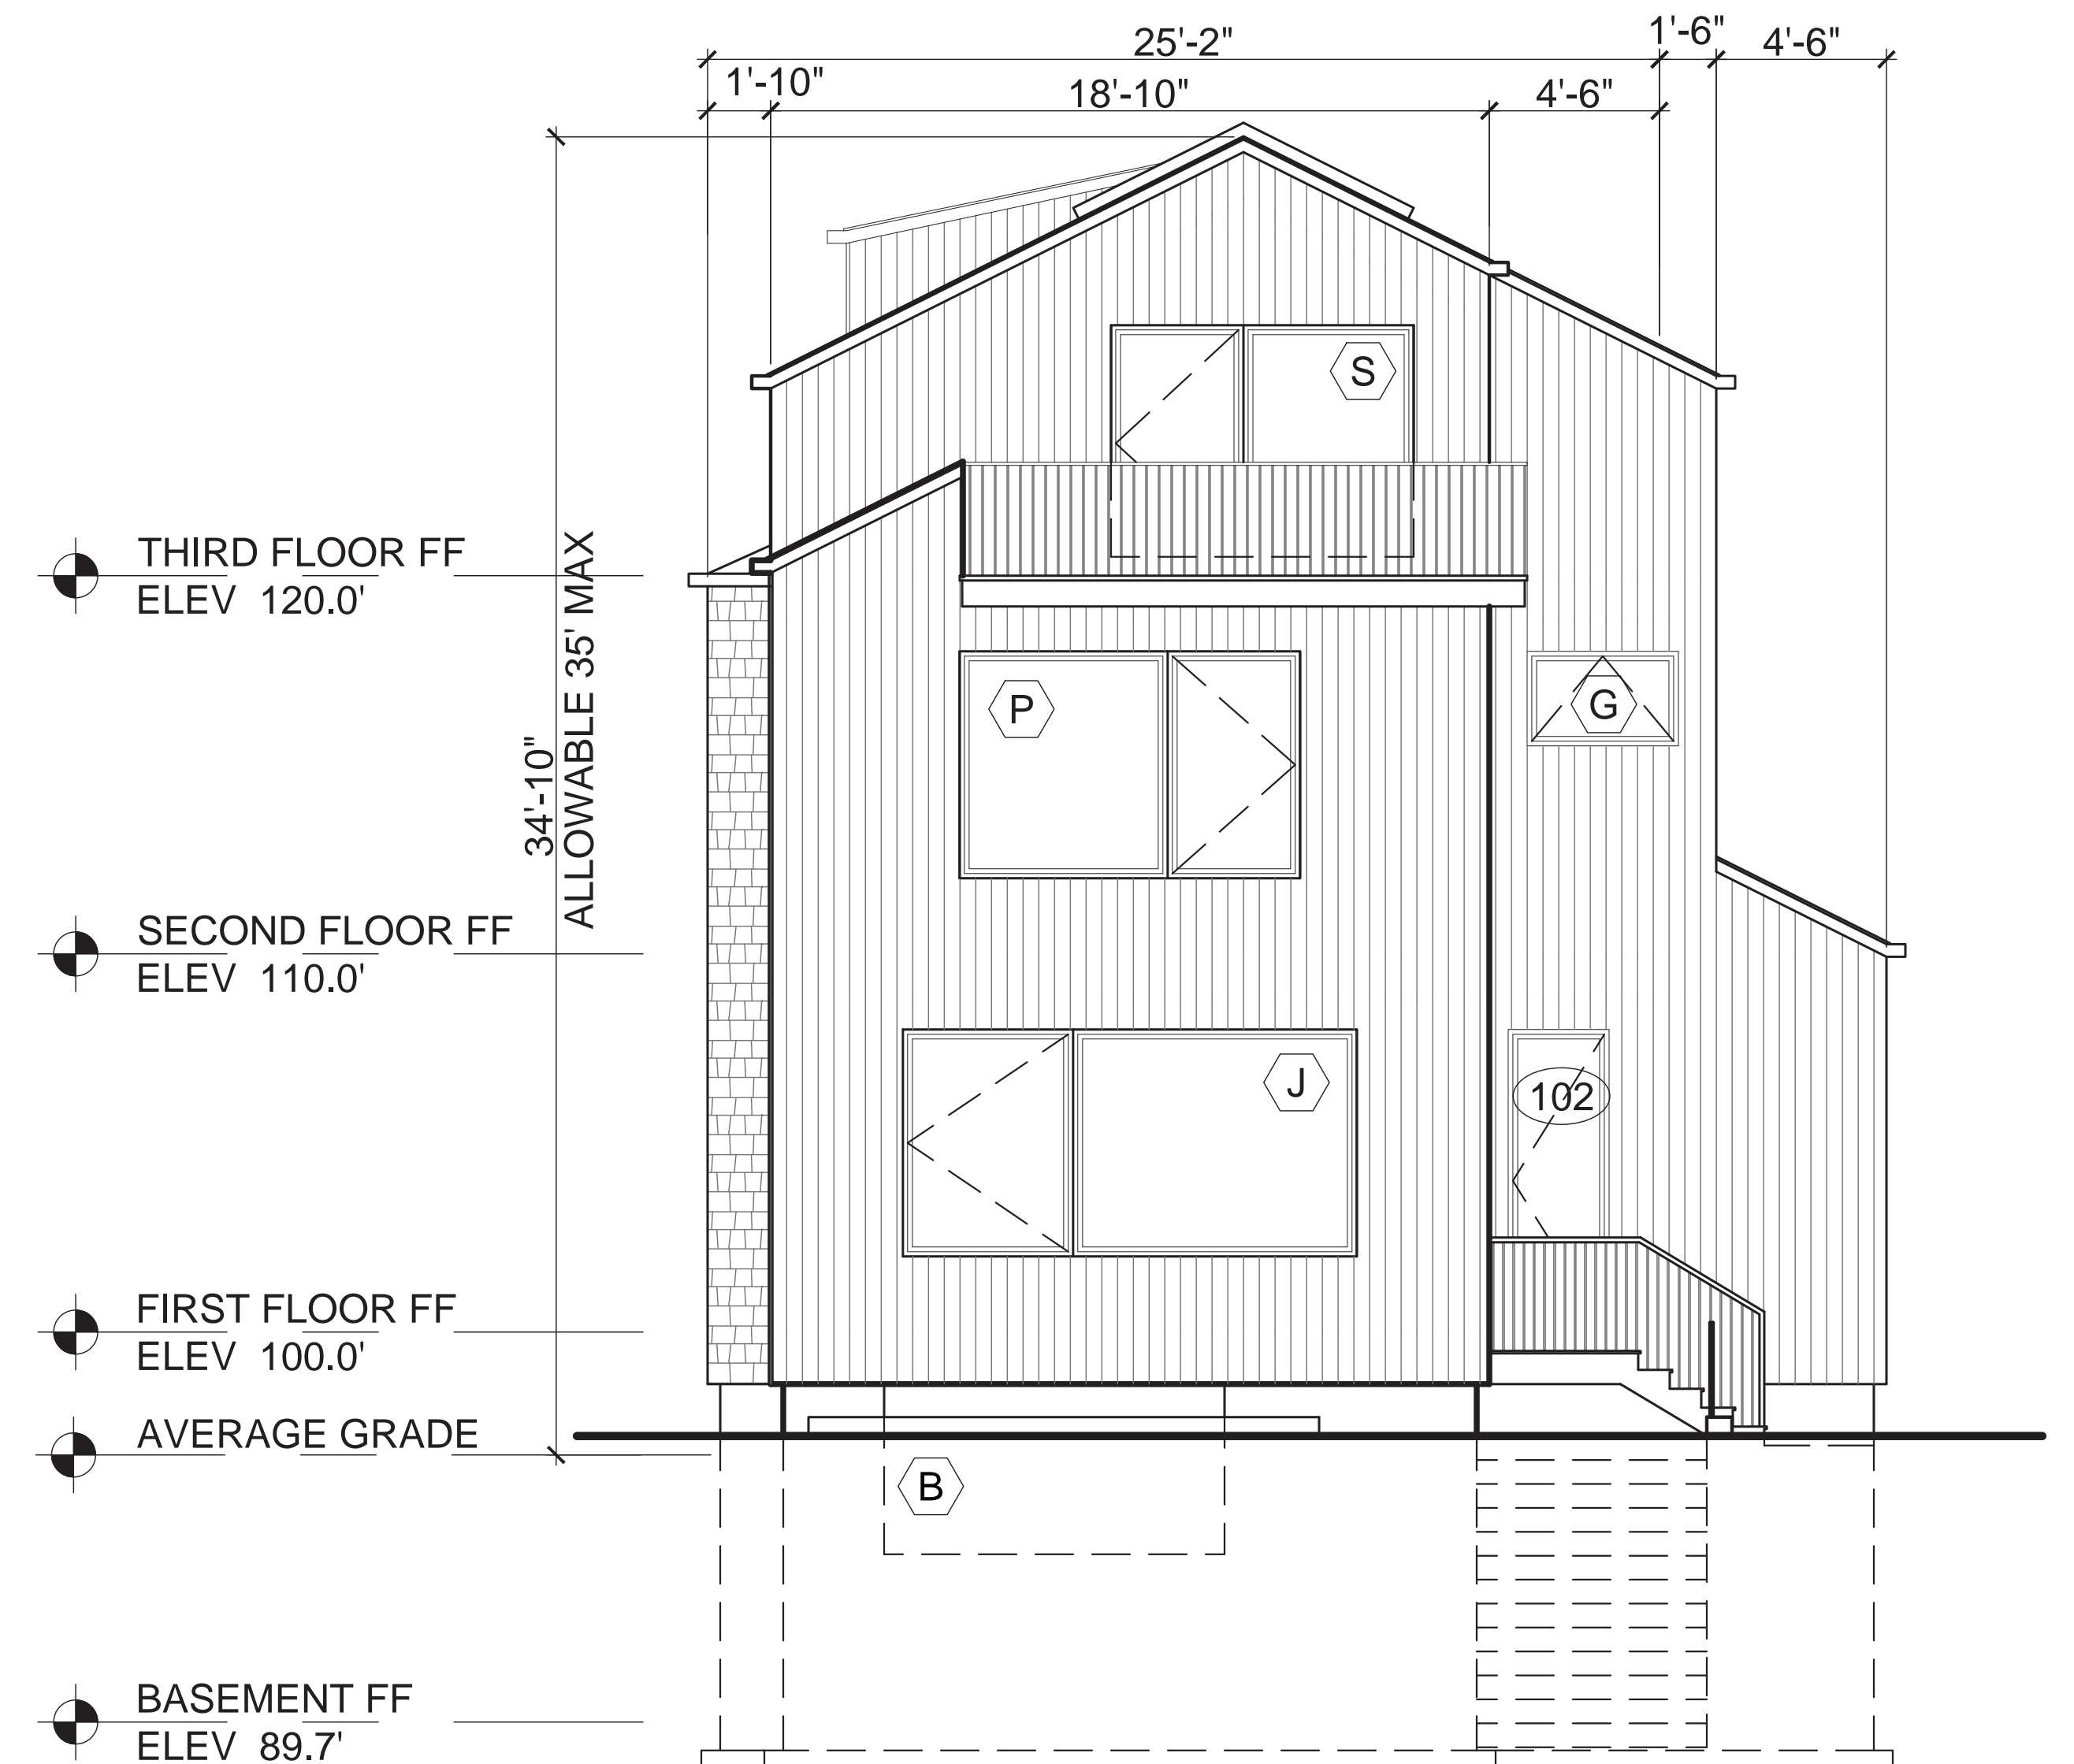 25'-2"
1'-6"
4'-6"
1'-10"
18'-10"
4'-6"
S
THIRD FLOOR FF
ELEV 120.0'
34'-10"
ALLOWABLE 35' MAX
P
G
SECOND FLOOR FF
ELEV 110.0'
J
102
FIRST FLOOR FF
ELEV 100.0'
AVERAGE GRADE
B
BASEMENT FF
ELEV 89.7'